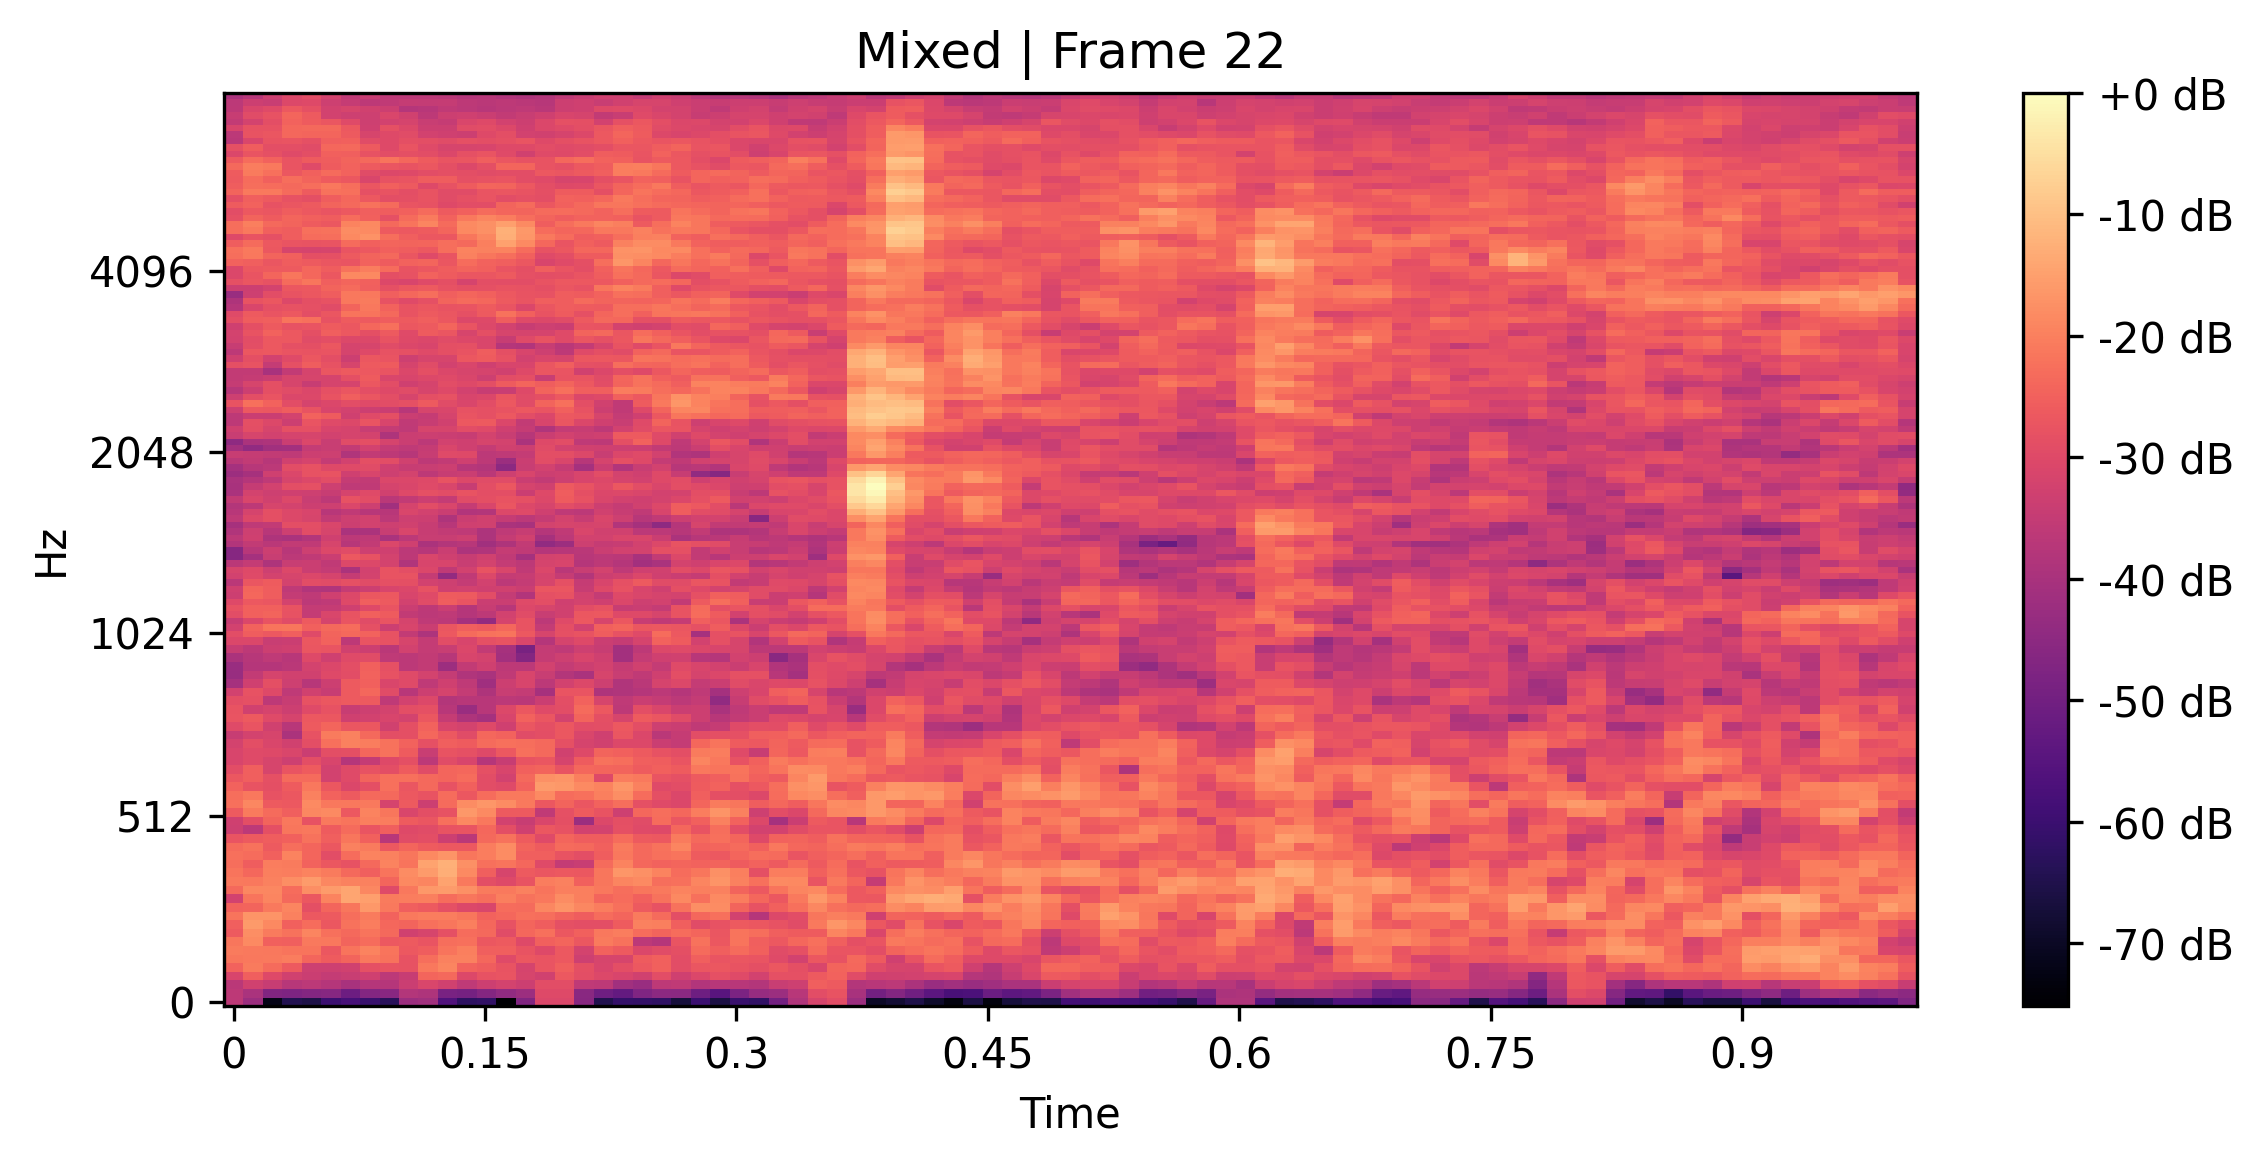 Mixed | Frame 22
Hz
4096
2048
1024
512
0
0 0.15 0.3 0.45 0.6 0.75 0.9
Time
+0 dB
-10 dB
-20 dB
-30 dB
-40 dB
-50 dB
-60 dB
-70 dB